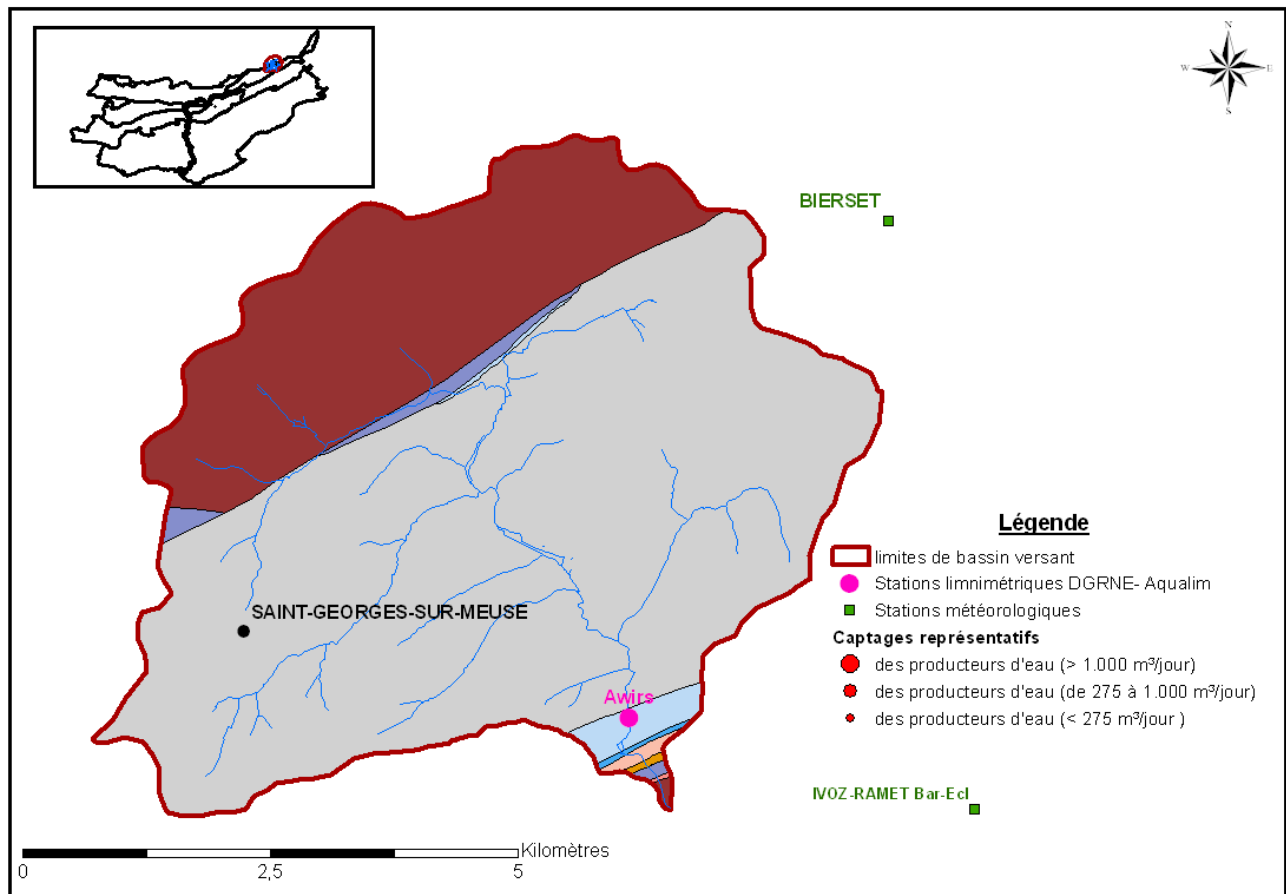 N
W
E
S
BIERSET
SAINT-GEORGES-SUR-MEUSE
Awirs
IVOZ-RAMET Bar-Ecl
Légende
limites de bassin versant
Stations limnimétriques DGRNE- Aqualim
Stations météorologiques
Captages représentatifs
des producteurs d'eau (> 1.000 m³/jour)
des producteurs d'eau (de 275 à 1.000 m³/jour)
des producteurs d'eau (< 275 m³/jour )
Kilomètres
0
2,5
5